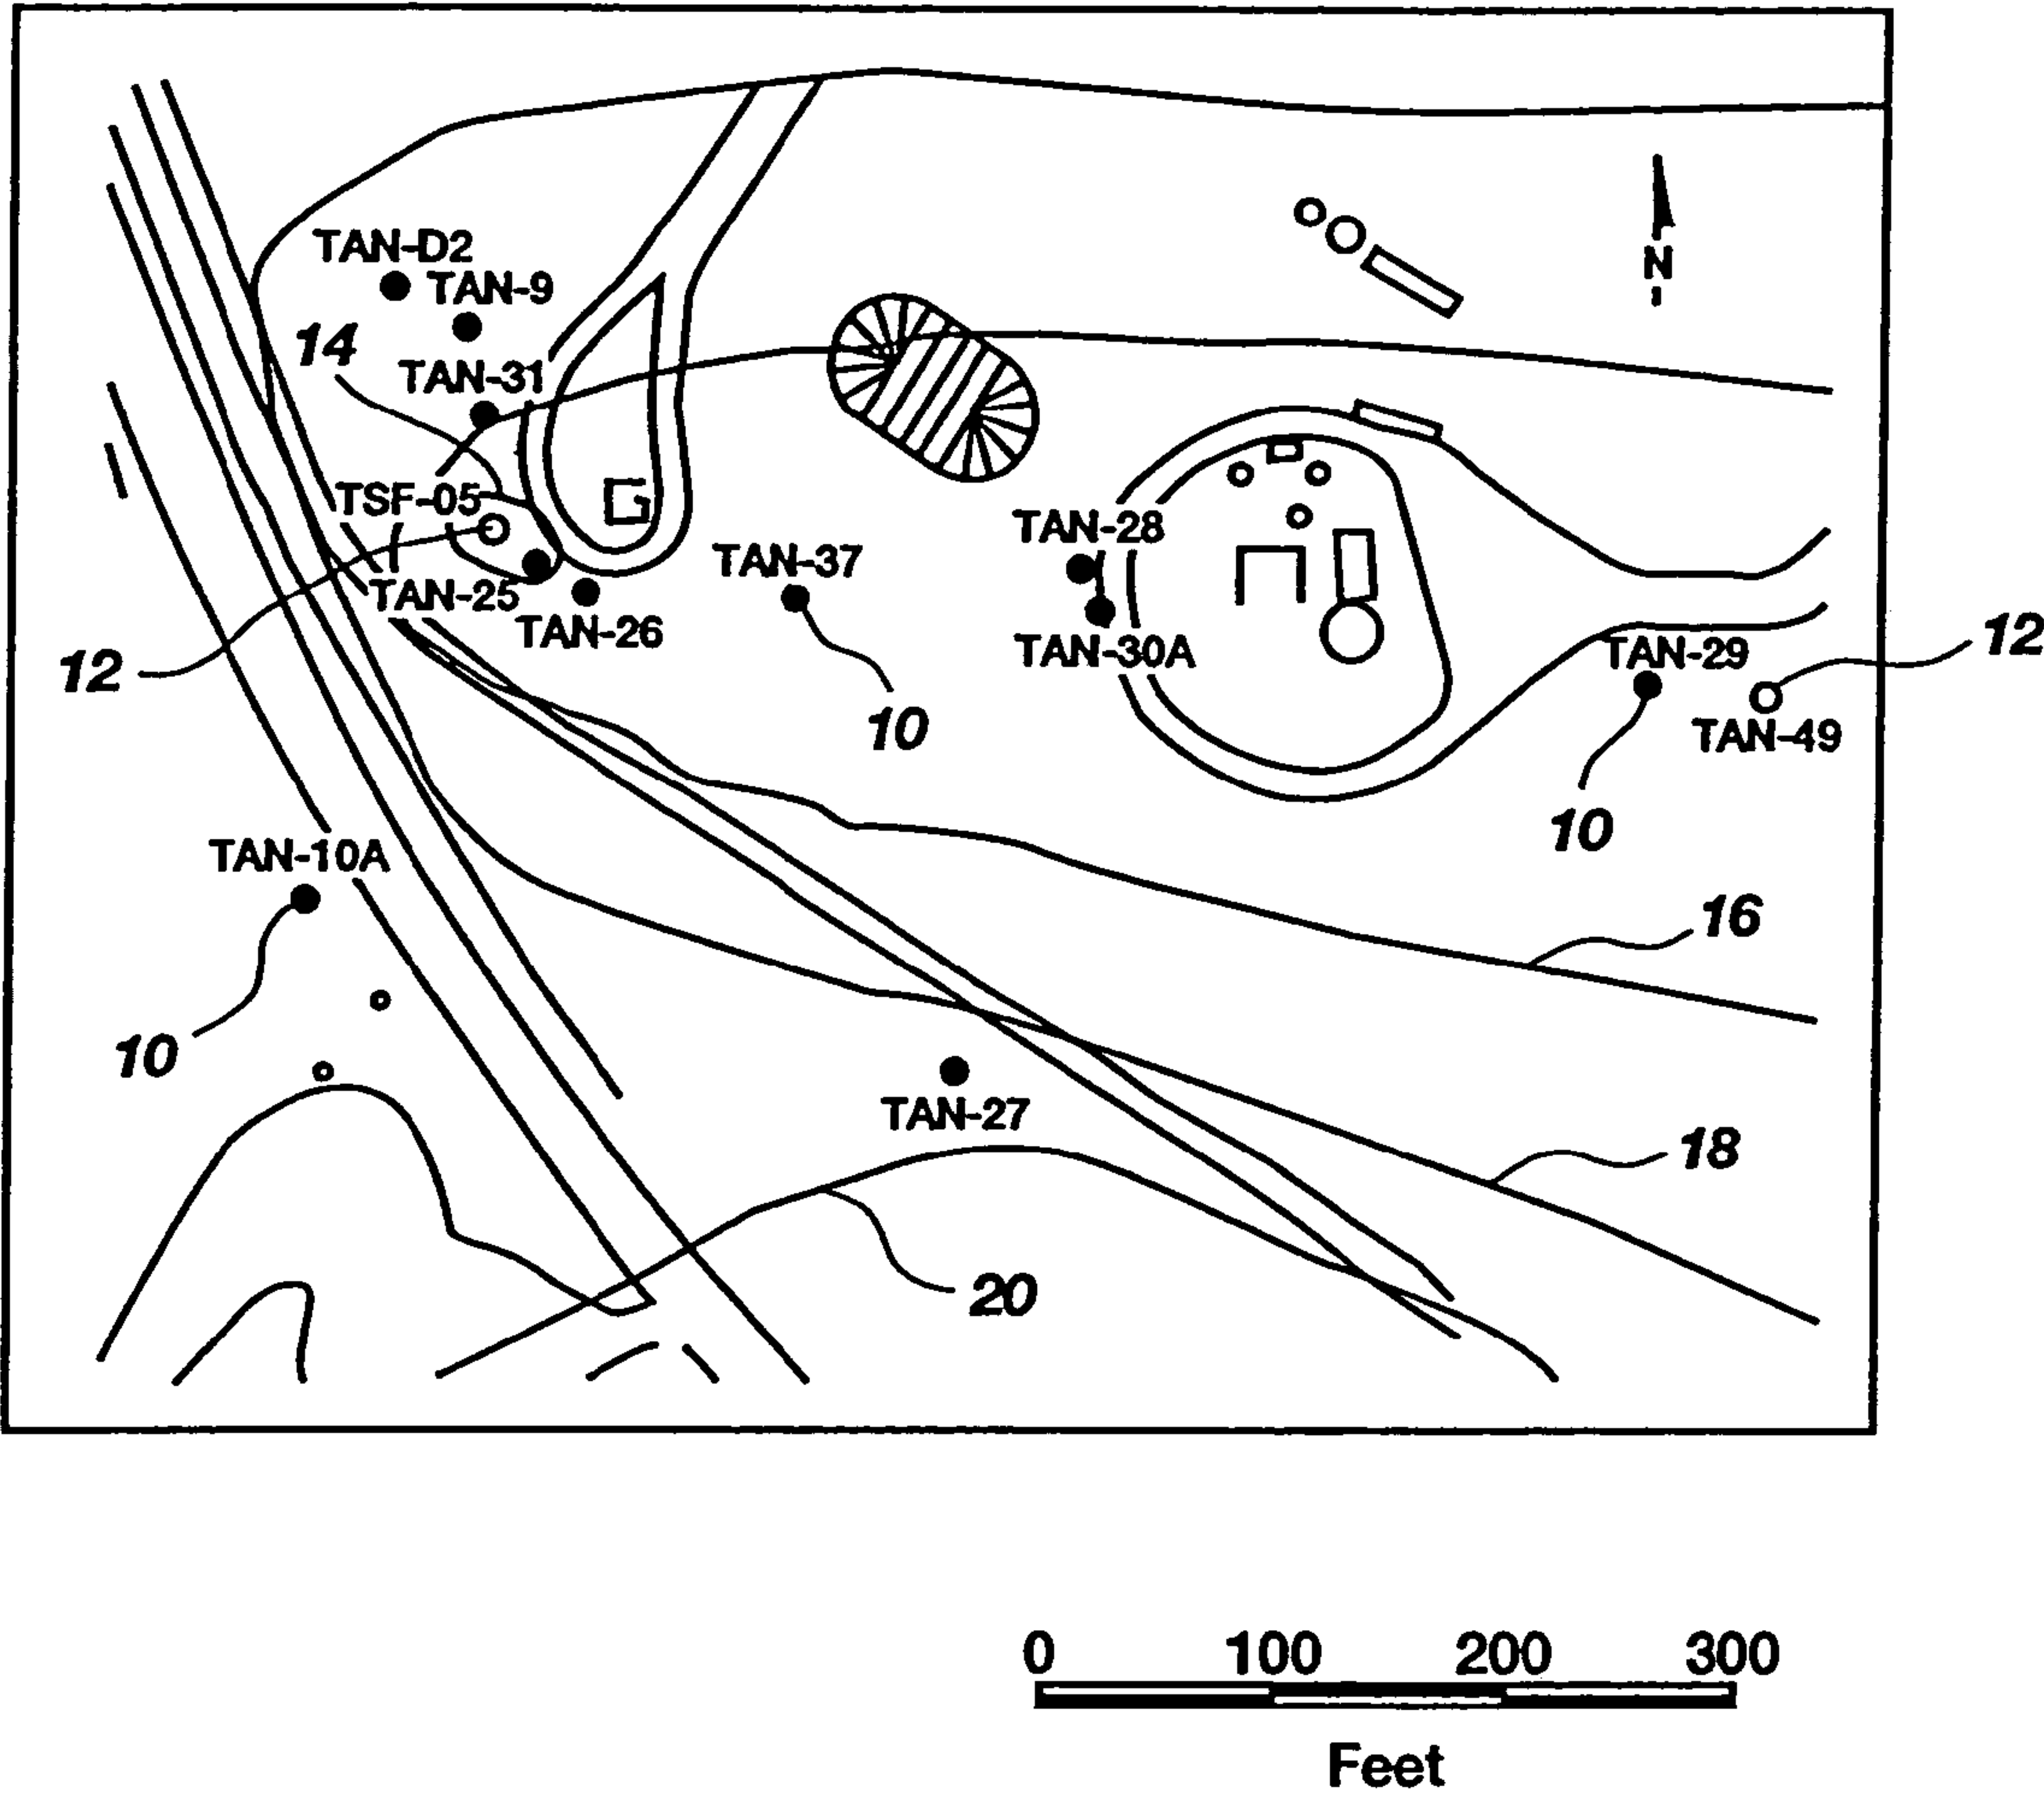 TAN-D2
TAN-9
N
14
TAN-31
TSF-05
TAN-28
TAN-37
TAN-25
TAN-26
12
TAN-30A
TAN-29
12
10
TAN-49
10
TAN-10A
16
10
TAN-27
18
20
0 100 200 300
Feet